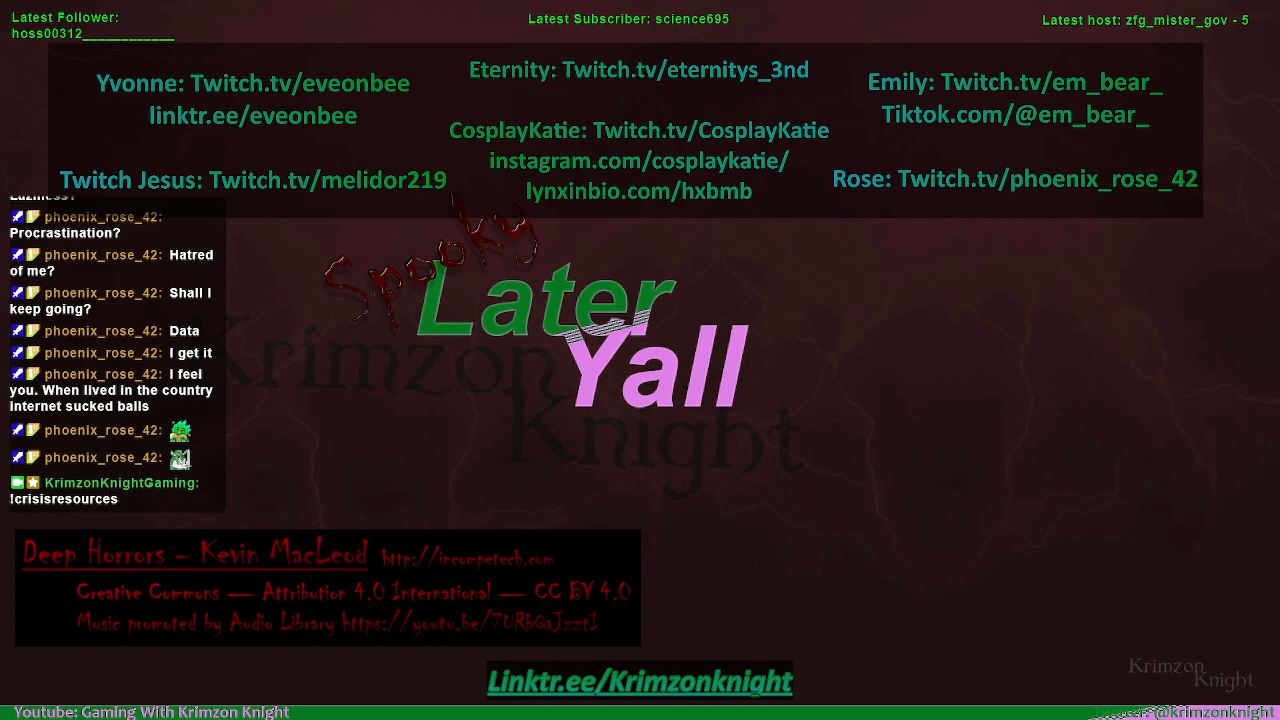 Latest Follower:
hoss00312____________
Latest Subscriber: science695
Latest host: zfg_mister_gov - 5
Yvonne: Twitch.tv/eveonbee
linktr.ee/eveonbee
Eternity: Twitch.tv/eternitys_3nd
Emily: Twitch.tv/em_bear_
Tiktok.com/@em_bear_
CosplayKatie: Twitch.tv/CosplayKatie
instagram.com/cosplaykatie/
lynxinbio.com/hxbmb
Twitch Jesus: Twitch.tv/melidor219
Rose: Twitch.tv/phoenix_rose_42
phoenix_rose_42:
Procrastination?
phoenix_rose_42: Hatred
of me?
phoenix_rose_42: Shall I
keep going?
phoenix_rose_42: Data
phoenix_rose_42: I get it
phoenix_rose_42: I feel
you. When lived in the country
internet sucked balls
phoenix_rose_42:
phoenix_rose_42:
KrimzonKnightGaming:
!crisisresources
Spooky
Later
Yall
Krimzon
Knight
Deep Horrors – Kevin MacLeod http://incompetech.com
Creative Commons — Attribution 4.0 International — CC BY 4.0
Music promoted by Audio Library
Linktr.ee/Krimzonknight
Krimzon
Knight
Youtube: Gaming With Krimzon Knight
@krimzonknight